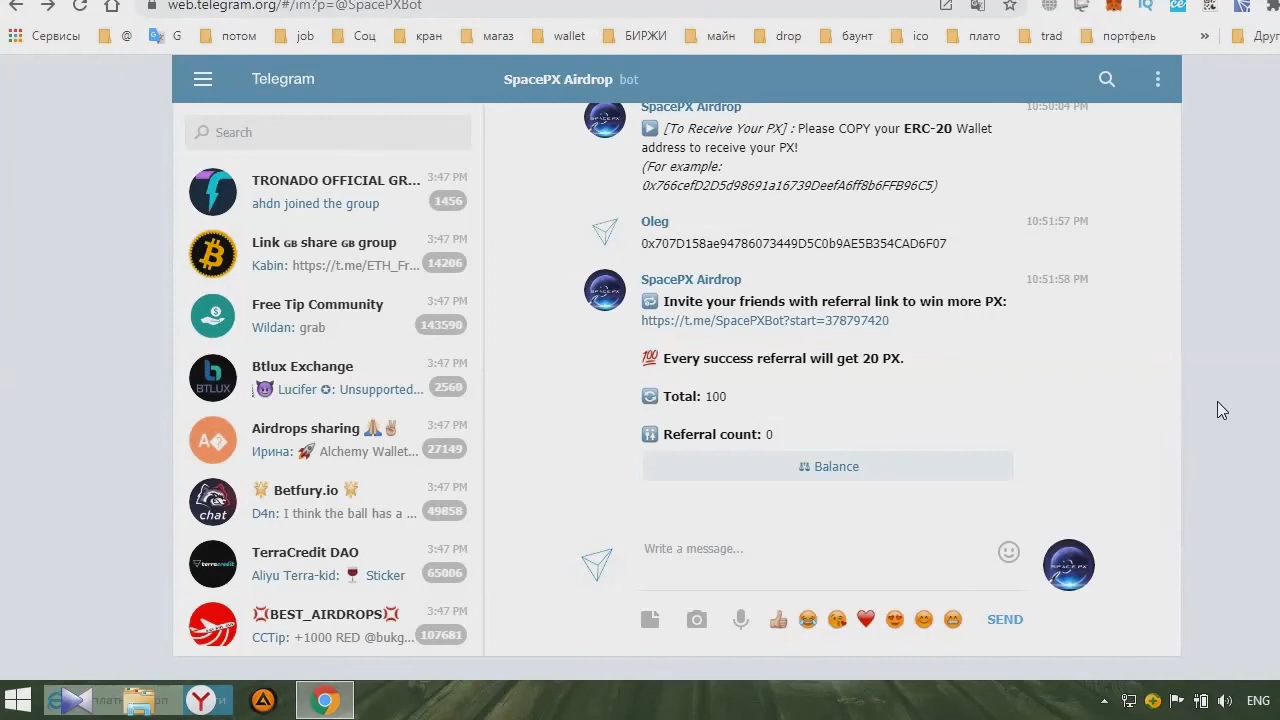 web.telegram.org/#/im?p=@SpacePXBot
Сервисы @ G потом job Соц кран магаз wallet БИРЖИ майн drop баунт ico плато trad портфель » Друг
Telegram
SpacePX Airdrop bot
Search
TRONADO OFFICIAL GR... 3:47 PM
ahdn joined the group 1456
Link GB share GB group 3:47 PM
Kabin: https://t.me/ETH_Fr... 14206
Free Tip Community 3:47 PM
Wildan: grab 143590
BTLUX
Btlux Exchange 3:47 PM
Lucifer ✪: Unsupported... 2560
A�
Airdrops sharing 🙏🏼✌🏼 3:47 PM
Ирина: 🚀 Alchemy Wallet... 27149
chat
Betfury.io 3:47 PM
D4n: I think the ball has a ... 49858
terracredit
TerraCredit DAO 3:47 PM
Aliyu Terra-kid: 🍷 Sticker 65006
💢BEST_AIRDROPS💢 3:47 PM
CCTip: +1000 RED @bukg... 107681
SpacePX Airdrop 10:50:04 PM
▶️ [To Receive Your PX] : Please COPY your ERC-20 Wallet
address to receive your PX!
(For example:
0x766cefD2D5d98691a16739DeefA6ff8b6FFB96C5)
Oleg 10:51:57 PM
0x707D158ae94786073449D5C0b9AE5B354CAD6F07
SPACE PX
SpacePX Airdrop 10:51:58 PM
🔁 Invite your friends with referral link to win more PX:
https://t.me/SpacePXBot?start=378797420
💯 Every success referral will get 20 PX.
🔄 Total: 100
🚻 Referral count: 0
⚖ Balance
Write a message...
SPACE PX
SEND
ENG